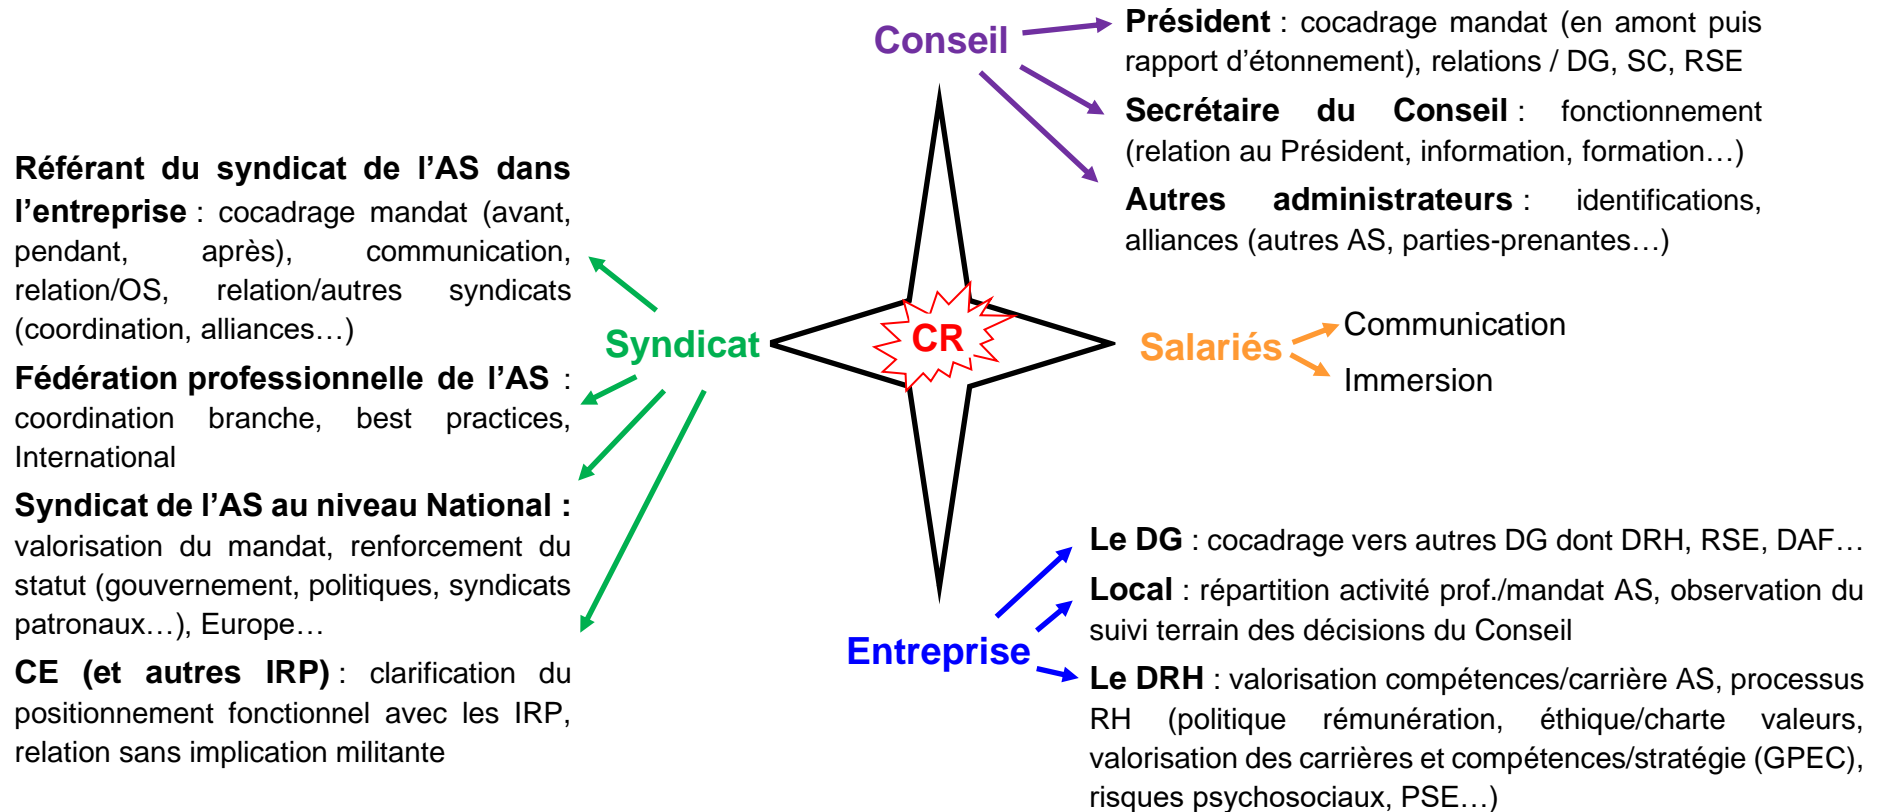 Conseil
Président : cocadrage mandat (en amont puis
rapport d’étonnement), relations / DG, SC, RSE
Secrétaire du Conseil : fonctionnement
(relation au Président, information, formation…)
Autres administrateurs : identifications,
alliances (autres AS, parties-prenantes…)
Référant du syndicat de l’AS dans
l’entreprise : cocadrage mandat (avant,
pendant, après), communication,
relation/OS, relation/autres syndicats
(coordination, alliances…)
Fédération professionnelle de l’AS :
coordination branche, best practices,
International
Syndicat de l’AS au niveau National :
valorisation du mandat, renforcement du
statut (gouvernement, politiques, syndicats
patronaux…), Europe…
CE (et autres IRP) : clarification du
positionnement fonctionnel avec les IRP,
relation sans implication militante
Syndicat
CR
Salariés
Communication
Immersion
Entreprise
Le DG : cocadrage vers autres DG dont DRH, RSE, DAF…
Local : répartition activité prof./mandat AS, observation du
suivi terrain des décisions du Conseil
Le DRH : valorisation compétences/carrière AS, processus
RH (politique rémunération, éthique/charte valeurs,
valorisation des carrières et compétences/stratégie (GPEC),
risques psychosociaux, PSE…)